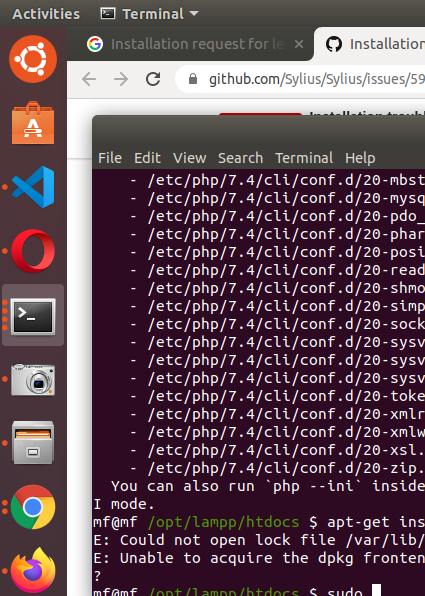 Activities
Terminal
Installation request for le
Installation
github.com/Sylius/Sylius/issues/59
File Edit View Search Terminal Help
- /etc/php/7.4/cli/conf.d/20-mbst
- /etc/php/7.4/cli/conf.d/20-mysq
- /etc/php/7.4/cli/conf.d/20-pdo_
- /etc/php/7.4/cli/conf.d/20-phar
- /etc/php/7.4/cli/conf.d/20-posi
- /etc/php/7.4/cli/conf.d/20-read
- /etc/php/7.4/cli/conf.d/20-shmo
- /etc/php/7.4/cli/conf.d/20-simp
- /etc/php/7.4/cli/conf.d/20-sock
- /etc/php/7.4/cli/conf.d/20-sysv
- /etc/php/7.4/cli/conf.d/20-sysv
- /etc/php/7.4/cli/conf.d/20-sysv
- /etc/php/7.4/cli/conf.d/20-toke
- /etc/php/7.4/cli/conf.d/20-xmlr
- /etc/php/7.4/cli/conf.d/20-xmlw
- /etc/php/7.4/cli/conf.d/20-xsl.
- /etc/php/7.4/cli/conf.d/20-zip.
You can also run `php --ini` inside
I mode.
mf@mf /opt/lampp/htdocs $ apt-get ins
E: Could not open lock file /var/lib/
E: Unable to acquire the dpkg fronten
?
mf@mf /opt/lampp/htdocs $ sudo